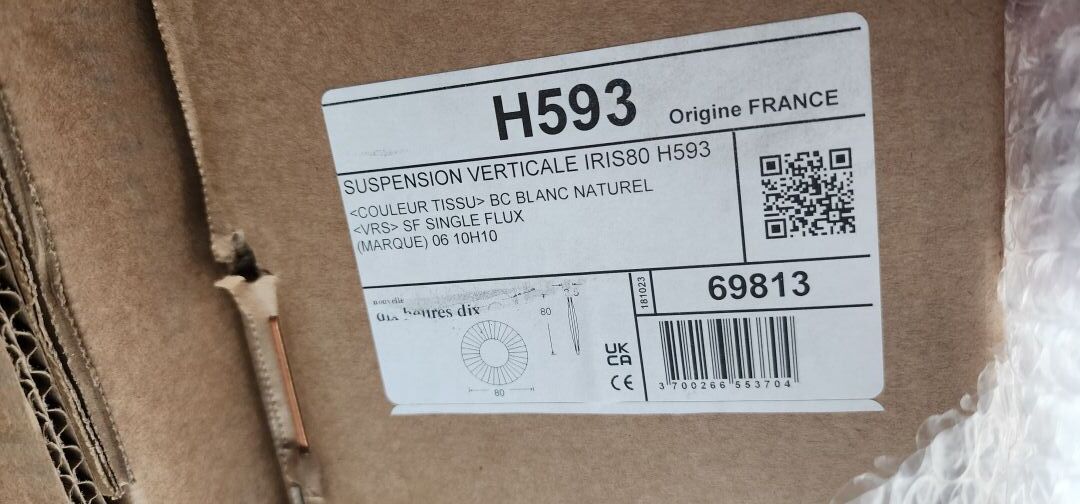 H593
Origine FRANCE
SUSPENSION VERTICALE IRIS80 H593
<COULEUR TISSU> BC BLANC NATUREL
<VRS> SF SINGLE FLUX
(MARQUE) 06 10H10
nouvelle
dix heures dix
5
80
80
181023
69813
UK
CA
CE
3 700266 553704